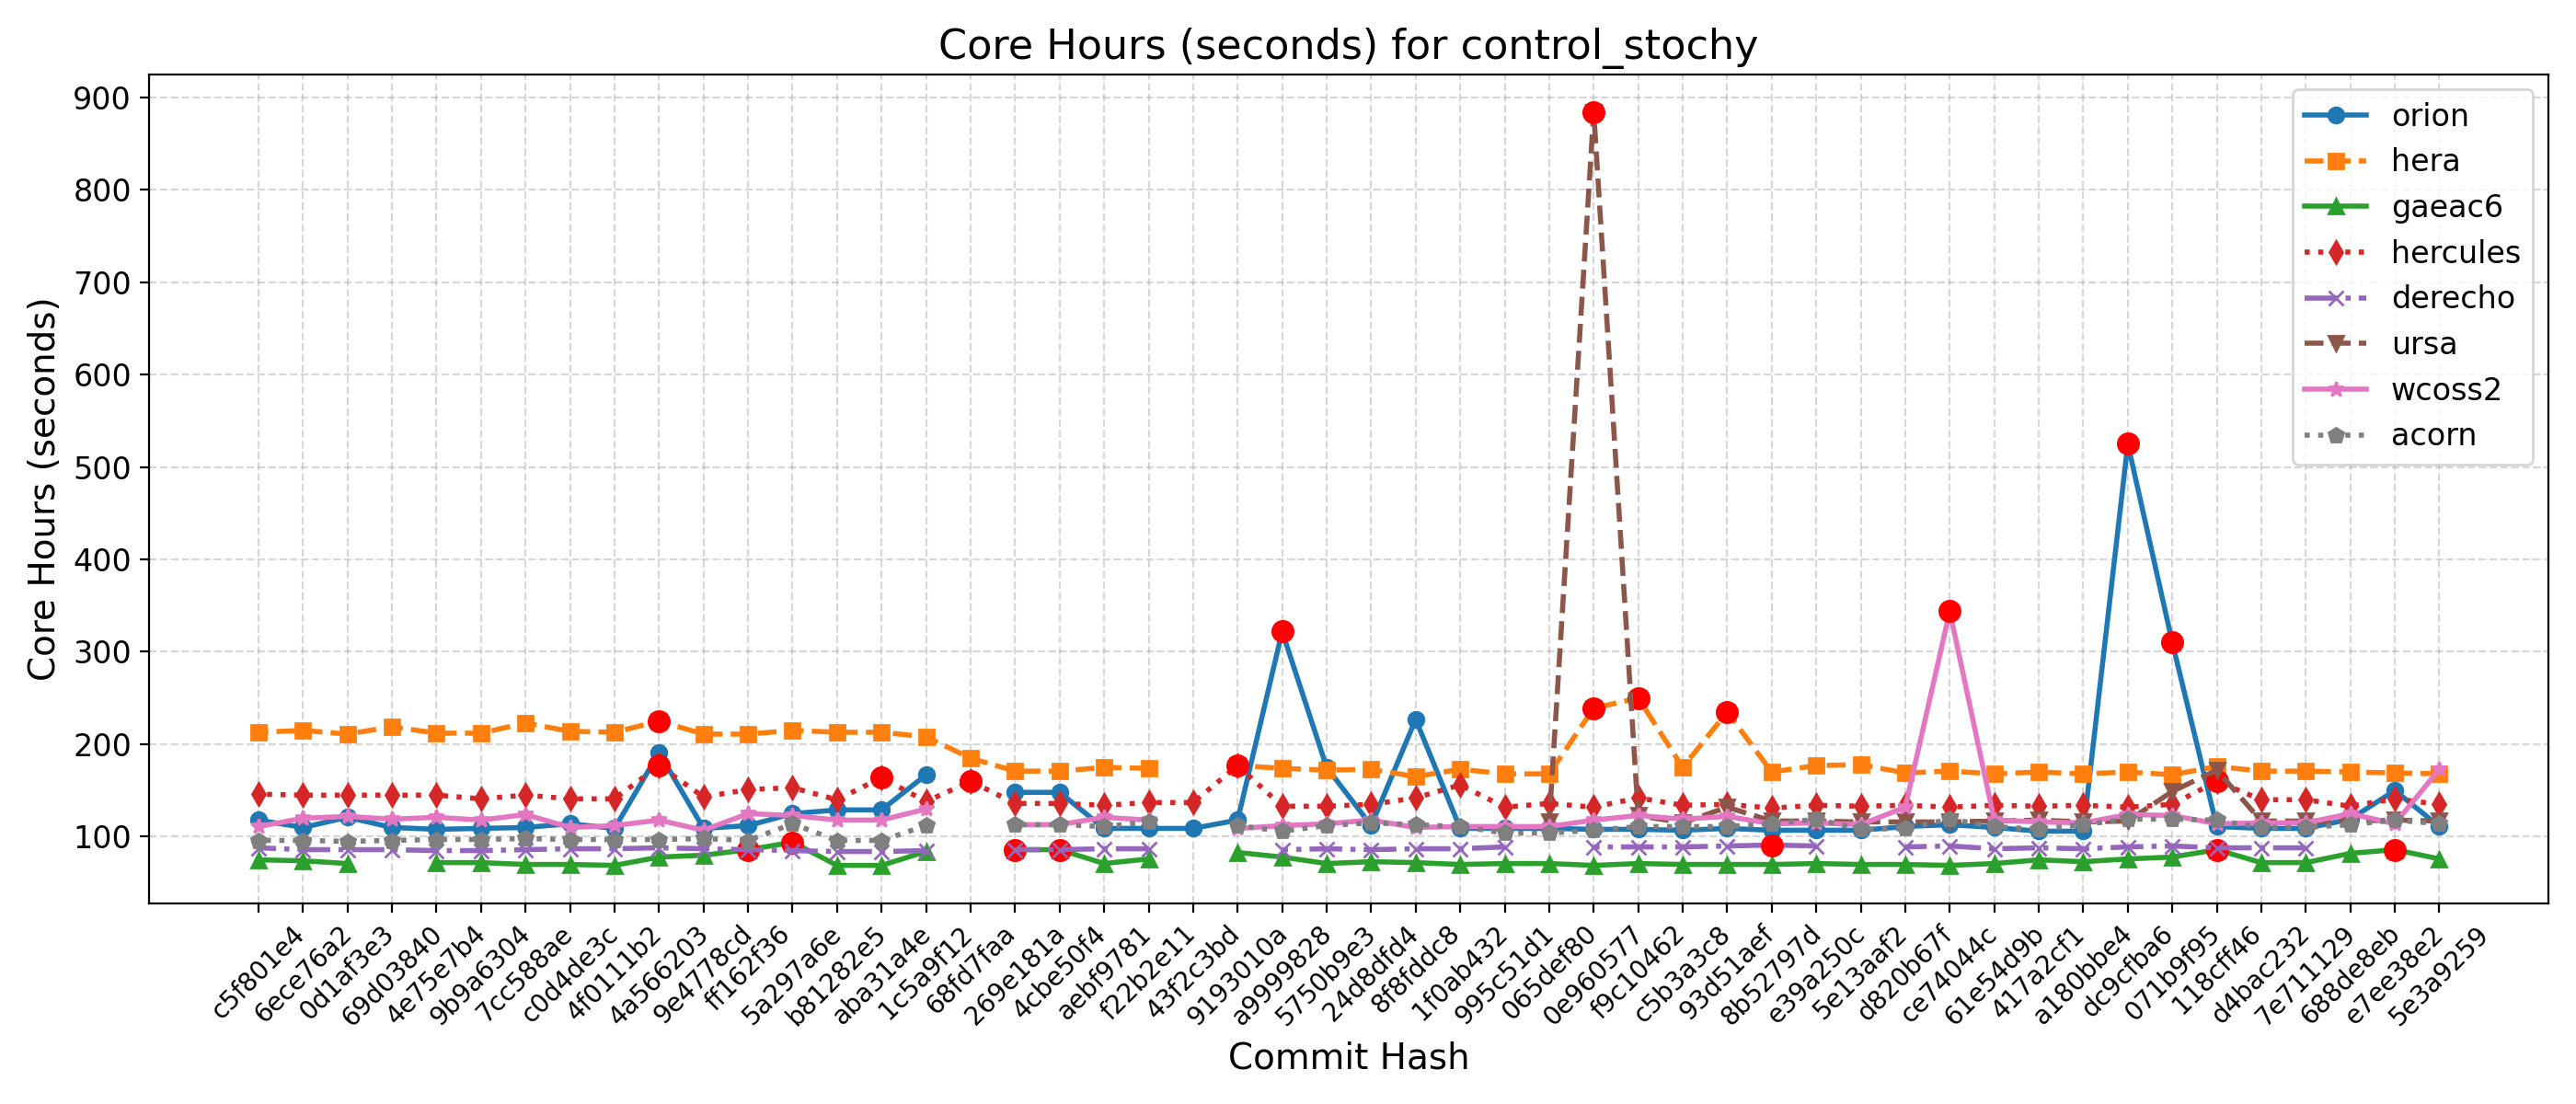 Core Hours (seconds) for control_stochy
Core Hours (seconds)
900
800
700
600
500
400
300
200
100
orion
hera
gaeac6
hercules
derecho
ursa
wcoss2
acorn
c5f801e4
6ece76a2
0d1af3e3
69d03840
4e75e7b4
9b9a6304
7cc588ae
c0d4de3c
4f0111b2
4a566203
9e4778cd
ff162f36
5a297a6e
b81282e5
aba31a4e
1c5a9f12
68fd7faa
269e181a
4cbe50f4
aebf9781
f22b2e11
43f2c3bd
9193010a
a9999828
5750b9e3
24d8dfd4
8f8fddc8
1f0ab432
995c51d1
065def80
0e960577
f9c10462
c5b3a3c8
93d51aef
8b52797d
e39a250c
5e13aaf2
d820b67f
ce74044c
61e54d9b
417a2cf1
a180bbe4
dc9cfba6
071b9f95
118cff46
d4bac232
7e711129
688de8eb
e7ee38e2
5e3a9259
Commit Hash